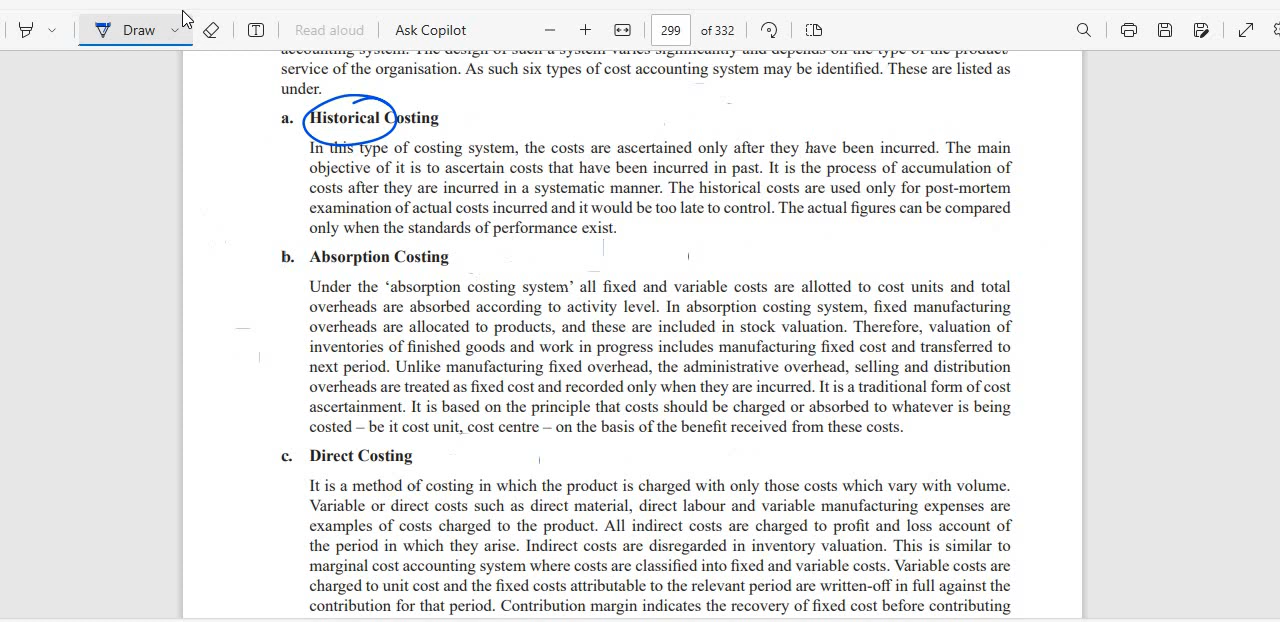 Draw
Read aloud
Ask Copilot
299 of 332
accounting system. The design of such a system varies significantly and depends on the type of the product
service of the organisation. As such six types of cost accounting system may be identified. These are listed as
under.
a. Historical Costing
In this type of costing system, the costs are ascertained only after they have been incurred. The main
objective of it is to ascertain costs that have been incurred in past. It is the process of accumulation of
costs after they are incurred in a systematic manner. The historical costs are used only for post-mortem
examination of actual costs incurred and it would be too late to control. The actual figures can be compared
only when the standards of performance exist.
b. Absorption Costing
Under the ‘absorption costing system’ all fixed and variable costs are allotted to cost units and total
overheads are absorbed according to activity level. In absorption costing system, fixed manufacturing
overheads are allocated to products, and these are included in stock valuation. Therefore, valuation of
inventories of finished goods and work in progress includes manufacturing fixed cost and transferred to
next period. Unlike manufacturing fixed overhead, the administrative overhead, selling and distribution
overheads are treated as fixed cost and recorded only when they are incurred. It is a traditional form of cost
ascertainment. It is based on the principle that costs should be charged or absorbed to whatever is being
costed – be it cost unit, cost centre – on the basis of the benefit received from these costs.
c. Direct Costing
It is a method of costing in which the product is charged with only those costs which vary with volume.
Variable or direct costs such as direct material, direct labour and variable manufacturing expenses are
examples of costs charged to the product. All indirect costs are charged to profit and loss account of
the period in which they arise. Indirect costs are disregarded in inventory valuation. This is similar to
marginal cost accounting system where costs are classified into fixed and variable costs. Variable costs are
charged to unit cost and the fixed costs attributable to the relevant period are written-off in full against the
contribution for that period. Contribution margin indicates the recovery of fixed cost before contributing